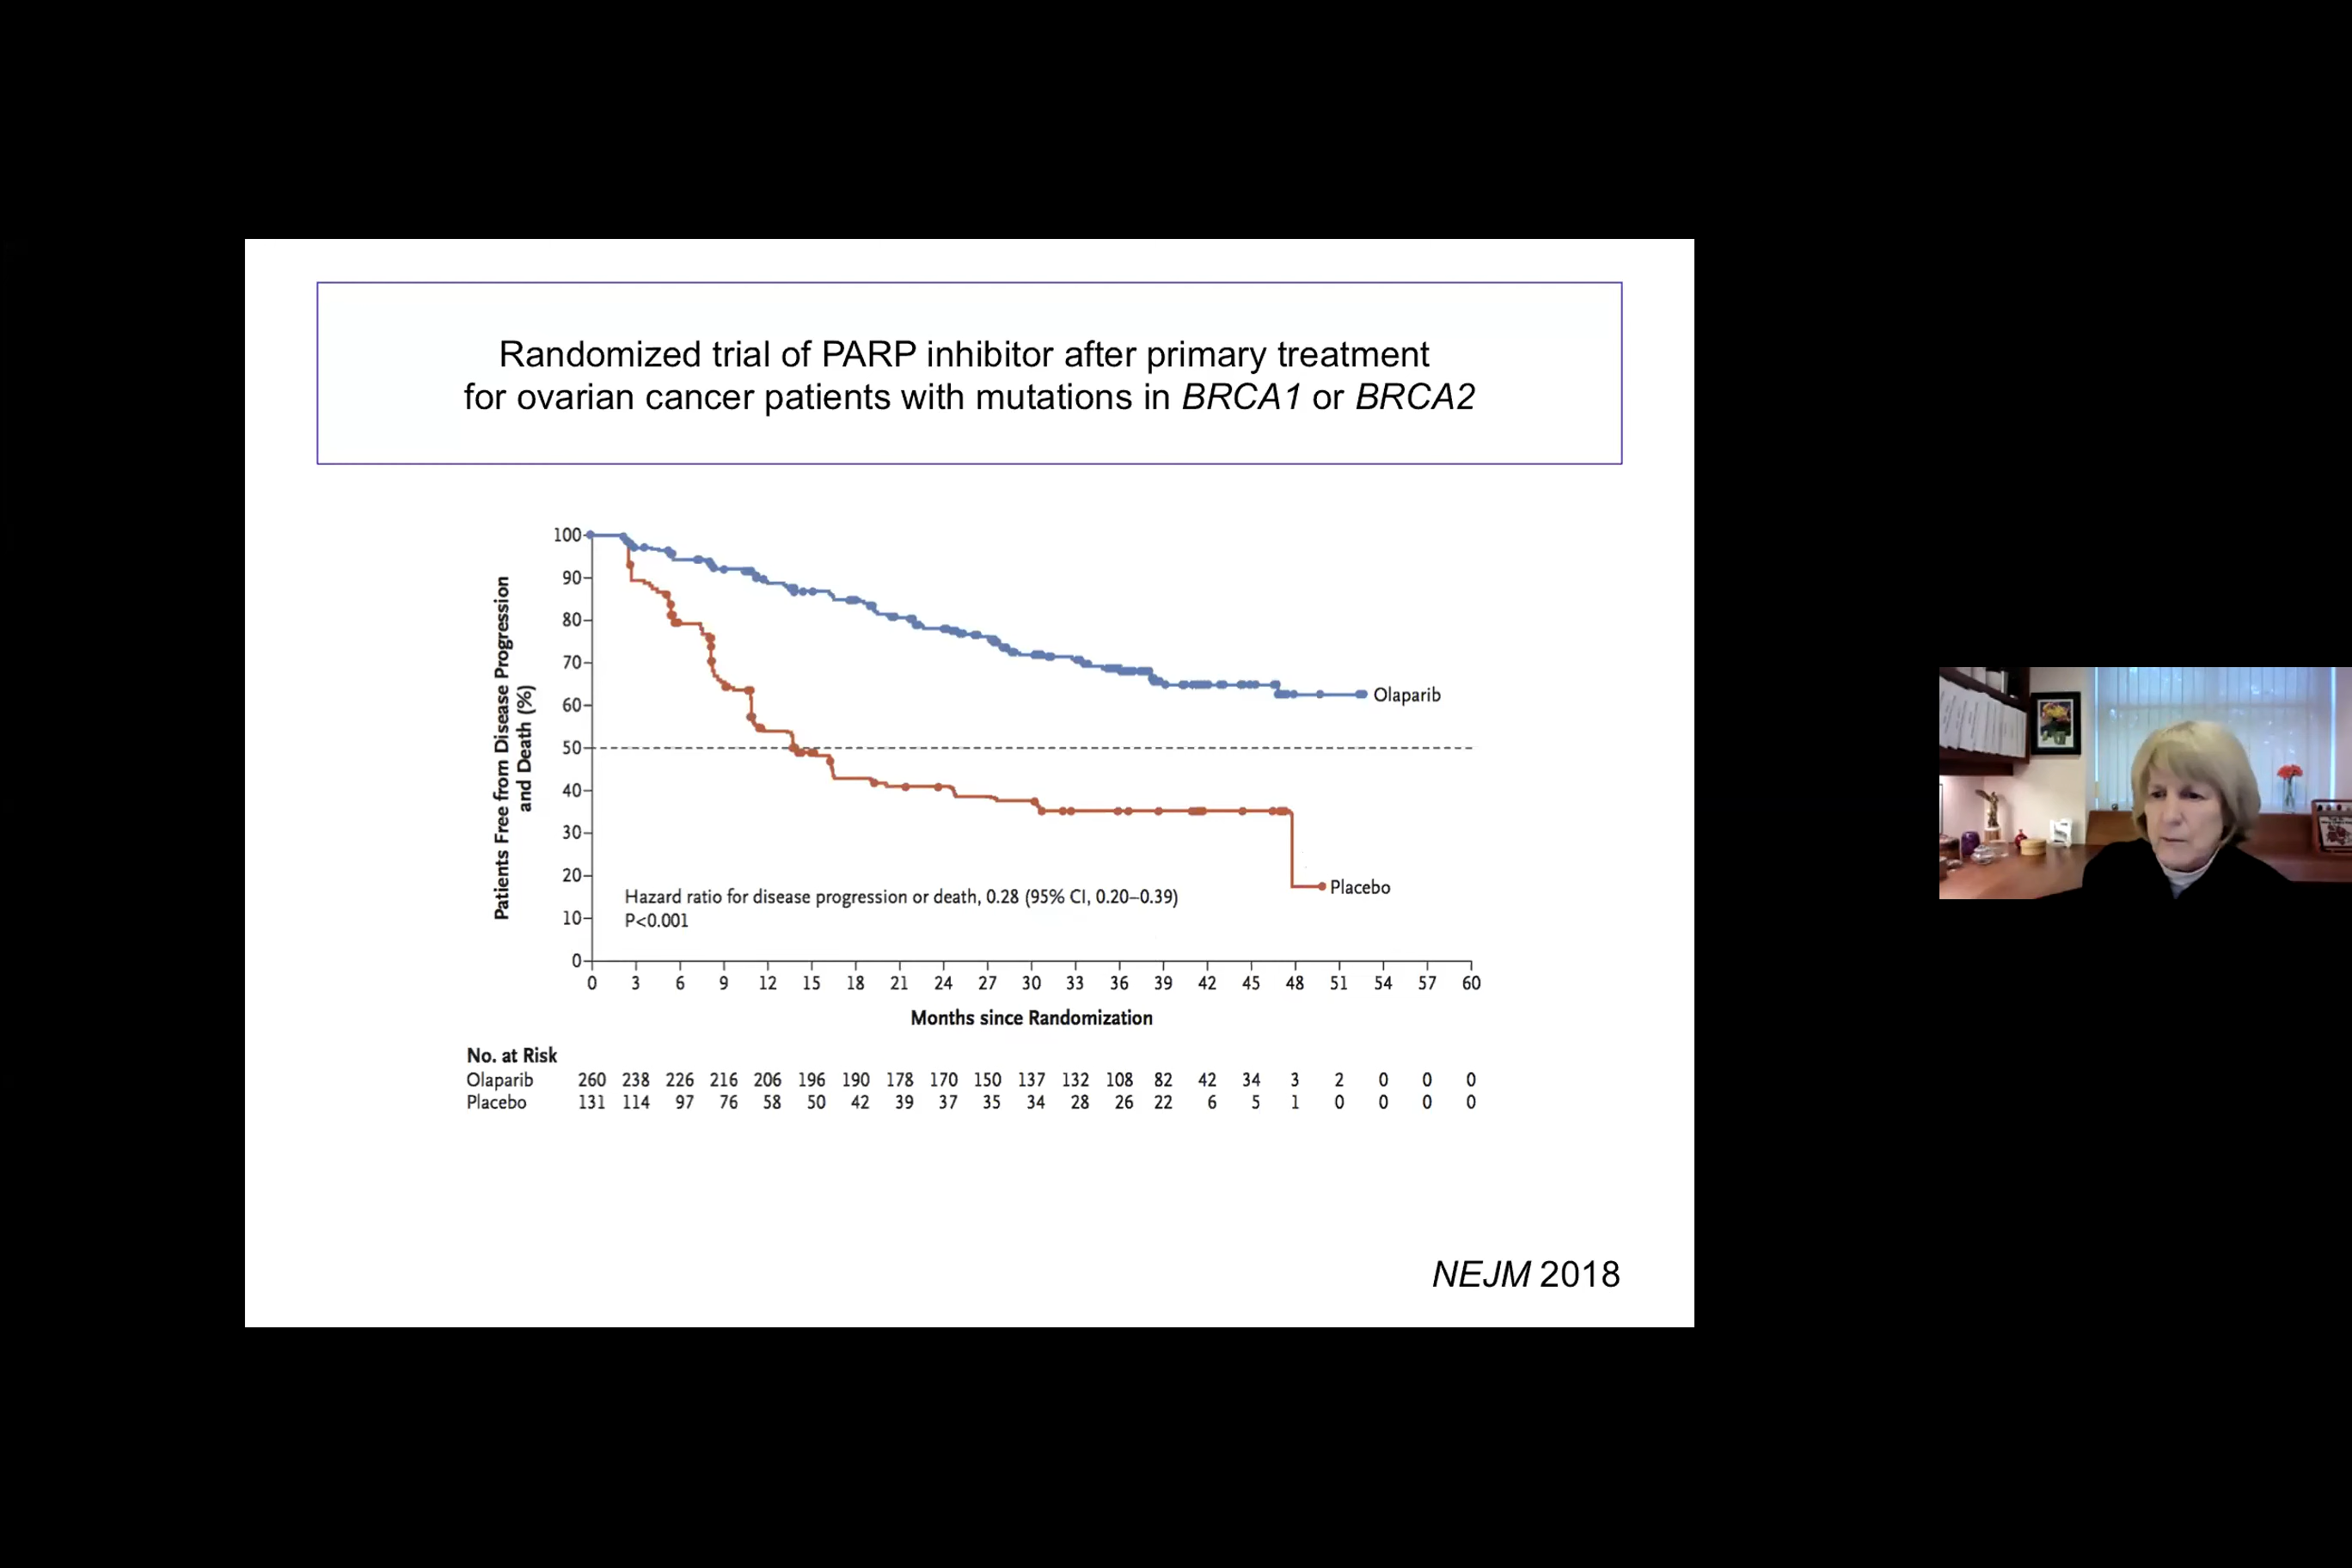 Randomized trial of PARP inhibitor after primary treatment
for ovarian cancer patients with mutations in BRCA1 or BRCA2
Patients Free from Disease Progression
and Death (%)
100
90
80
70
60
50
40
30
20
10
0
Olaparib
Placebo
Hazard ratio for disease progression or death, 0.28 (95% CI, 0.20–0.39)
P<0.001
0 3 6 9 12 15 18 21 24 27 30 33 36 39 42 45 48 51 54 57 60
Months since Randomization
No. at Risk
Olaparib 260 238 226 216 206 196 190 178 170 150 137 132 108 82 42 34 3 2 0 0 0
Placebo 131 114 97 76 58 50 42 39 37 35 34 28 26 22 6 5 1 0 0 0 0
NEJM 2018